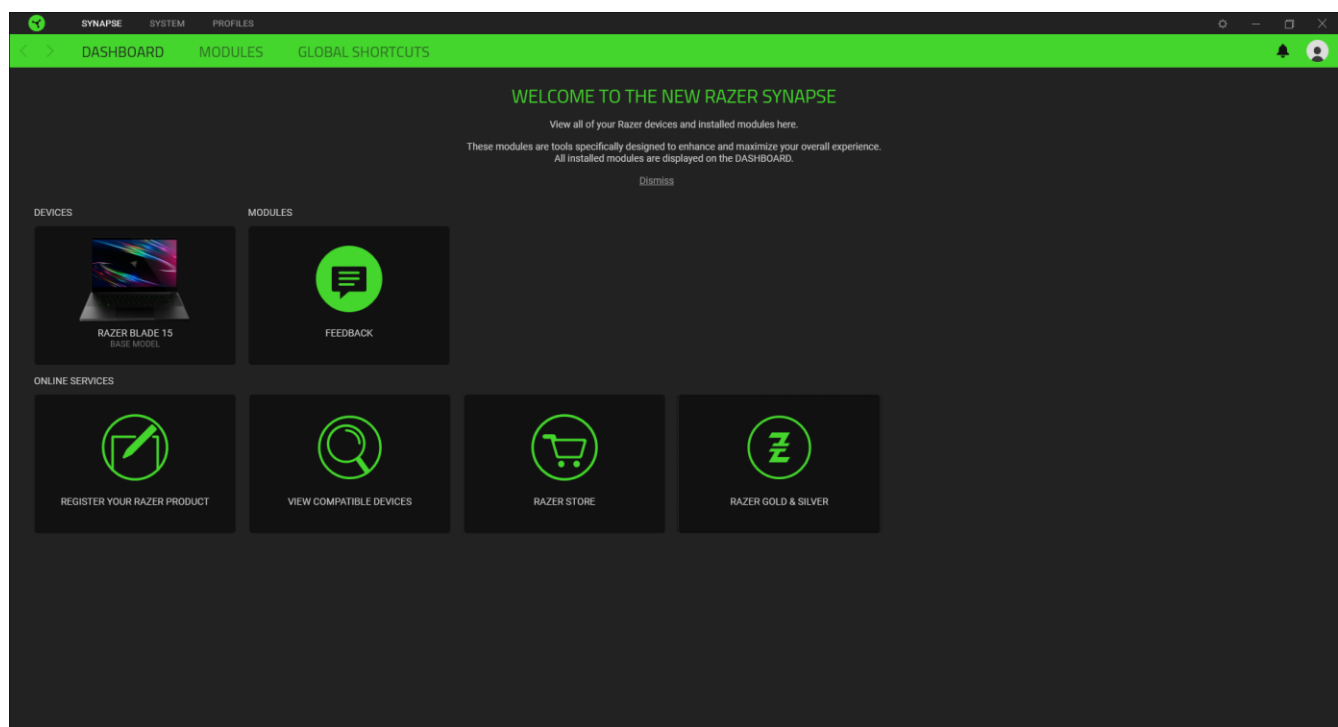 SYNAPSE SYSTEM PROFILES
DASHBOARD MODULES GLOBAL SHORTCUTS
WELCOME TO THE NEW RAZER SYNAPSE
View all of your Razer devices and installed modules here.
These modules are tools specifically designed to enhance and maximize your overall experience.
All installed modules are displayed on the DASHBOARD.
Dismiss
DEVICES MODULES
RAZER BLADE 15
BASE MODEL
FEEDBACK
ONLINE SERVICES
REGISTER YOUR RAZER PRODUCT
VIEW COMPATIBLE DEVICES
RAZER STORE
RAZER GOLD & SILVER